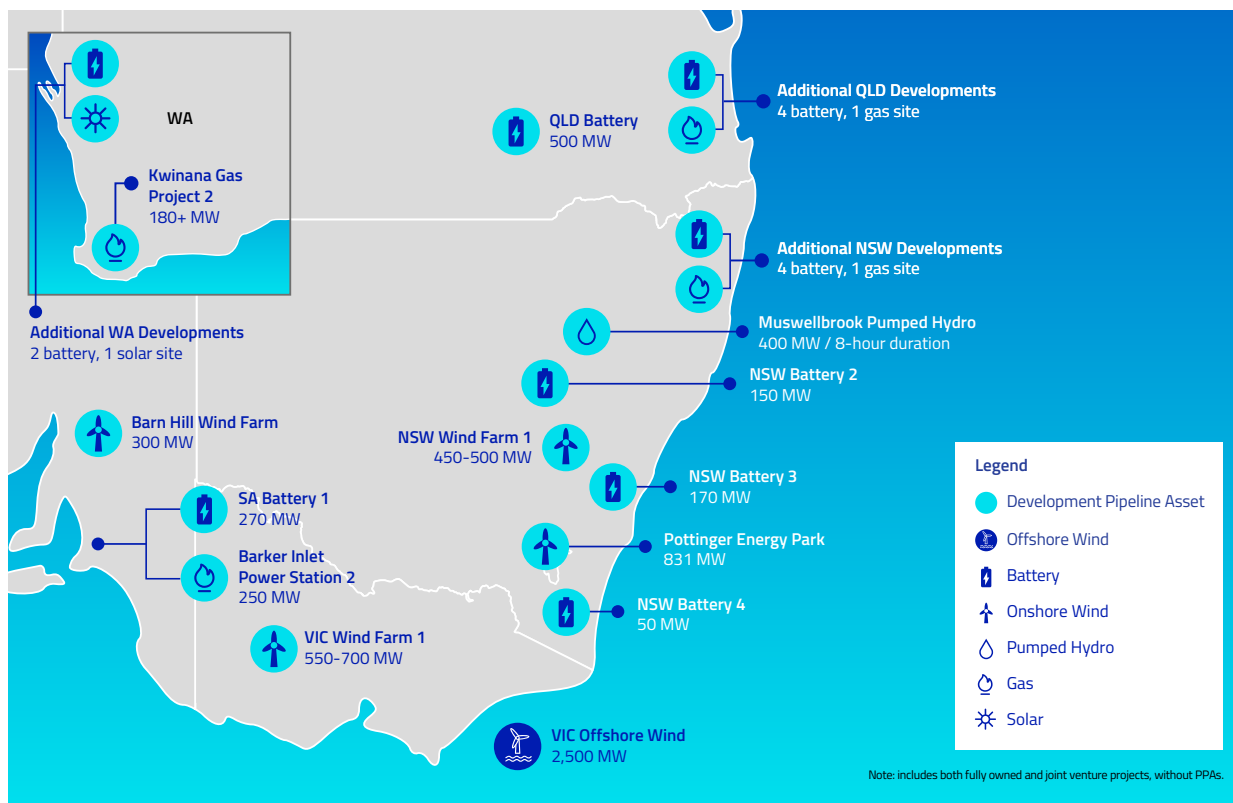 WA
Kwinana Gas
Project 2
180+ MW
Additional WA Developments
2 battery, 1 solar site
QLD Battery
500 MW
Additional QLD Developments
4 battery, 1 gas site
Additional NSW Developments
4 battery, 1 gas site
Muswellbrook Pumped Hydro
400 MW / 8-hour duration
NSW Battery 2
150 MW
Barn Hill Wind Farm
300 MW
NSW Wind Farm 1
450-500 MW
NSW Battery 3
170 MW
SA Battery 1
270 MW
Barker Inlet
Power Station 2
250 MW
Pottinger Energy Park
831 MW
NSW Battery 4
50 MW
VIC Wind Farm 1
550-700 MW
VIC Offshore Wind
2,500 MW
Legend
Development Pipeline Asset
Offshore Wind
Battery
Onshore Wind
Pumped Hydro
Gas
Solar
Note: includes both fully owned and joint venture projects, without PPAs.